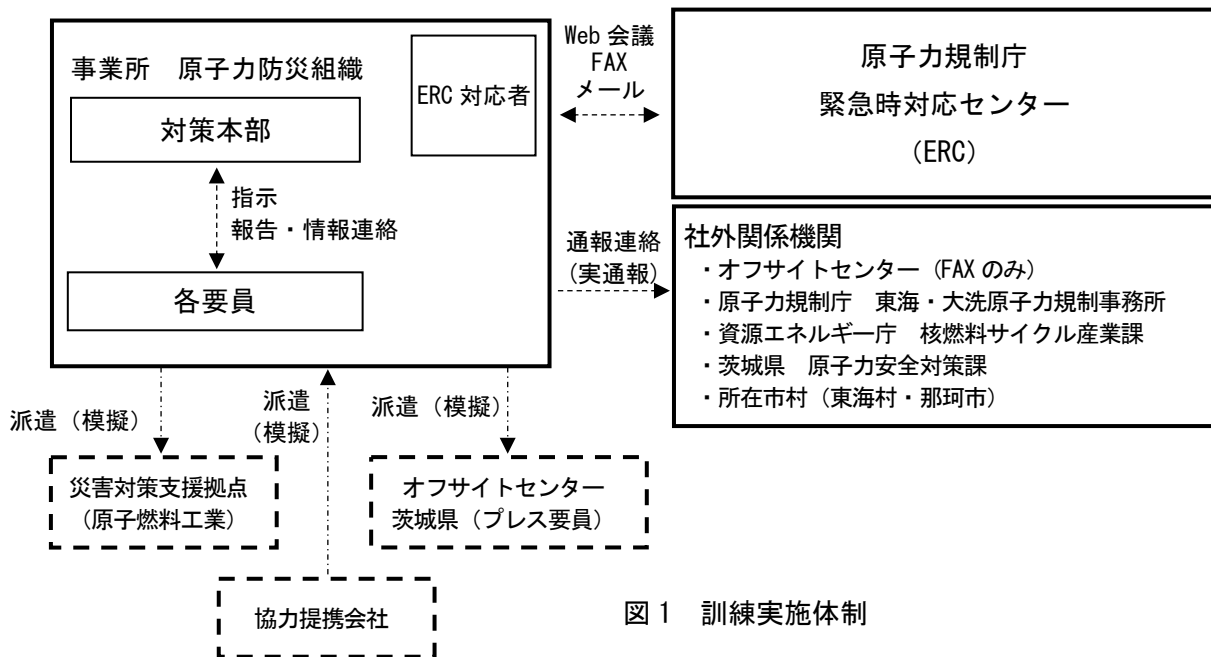 事業所 原子力防災組織
対策本部
指示
報告・情報連絡
各要員
ERC 対応者
Web 会議
FAX
メール
原子力規制庁
緊急時対応センター
(ERC)
通報連絡
(実通報)
社外関係機関
・オフサイトセンター(FAX のみ)
・原子力規制庁 東海・大洗原子力規制事務所
・資源エネルギー庁 核燃料サイクル産業課
・茨城県 原子力安全対策課
・所在市村(東海村・那珂市)
派遣(模擬)
派遣
(模擬)
派遣(模擬)
災害対策支援拠点
(原子燃料工業)
オフサイトセンター
茨城県(プレス要員)
協力提携会社
図 1 訓練実施体制